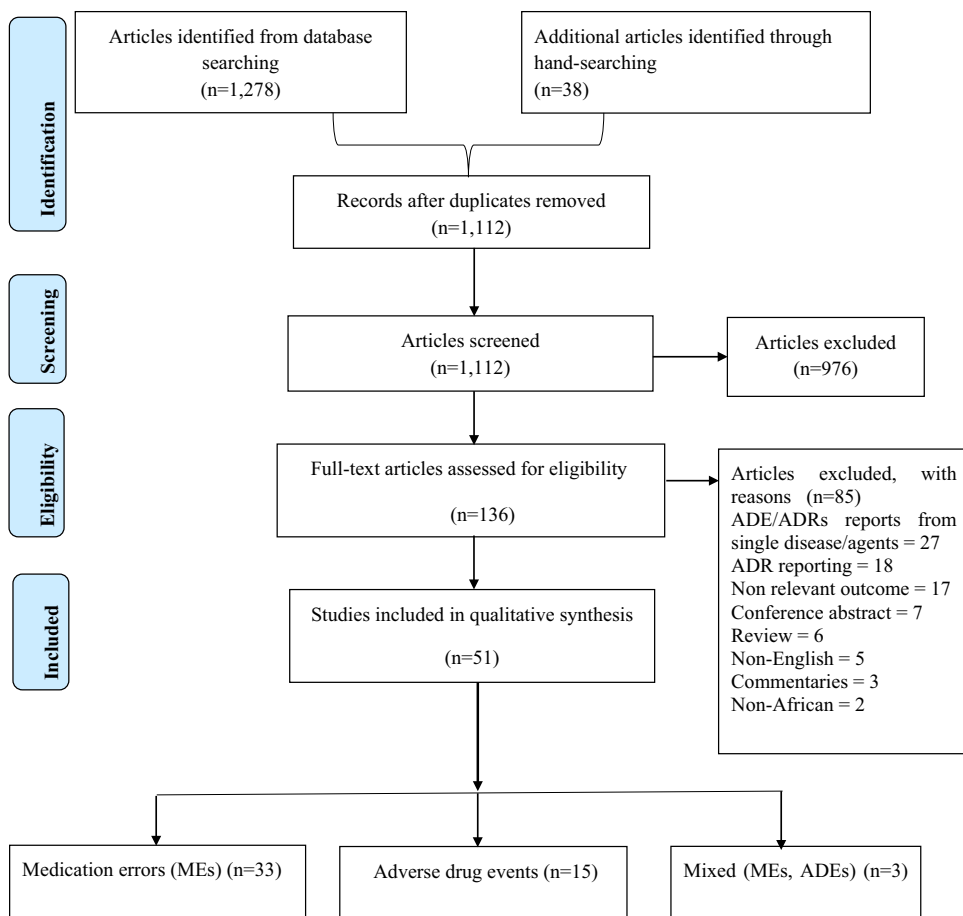 Identification
Articles identified from database
searching
(n=1,278)
Additional articles identified through
hand-searching
(n=38)
Records after duplicates removed
(n=1,112)
Screening
Articles screened
(n=1,112)
Articles excluded
(n=976)
Eligibility
Full-text articles assessed for eligibility
(n=136)
Articles excluded, with
reasons (n=85)
ADE/ADRs reports from
single disease/agents = 27
ADR reporting = 18
Non relevant outcome = 17
Conference abstract = 7
Review = 6
Non-English = 5
Commentaries = 3
Non-African = 2
Included
Studies included in qualitative synthesis
(n=51)
Medication errors (MEs) (n=33)
Adverse drug events (n=15)
Mixed (MEs, ADEs) (n=3)